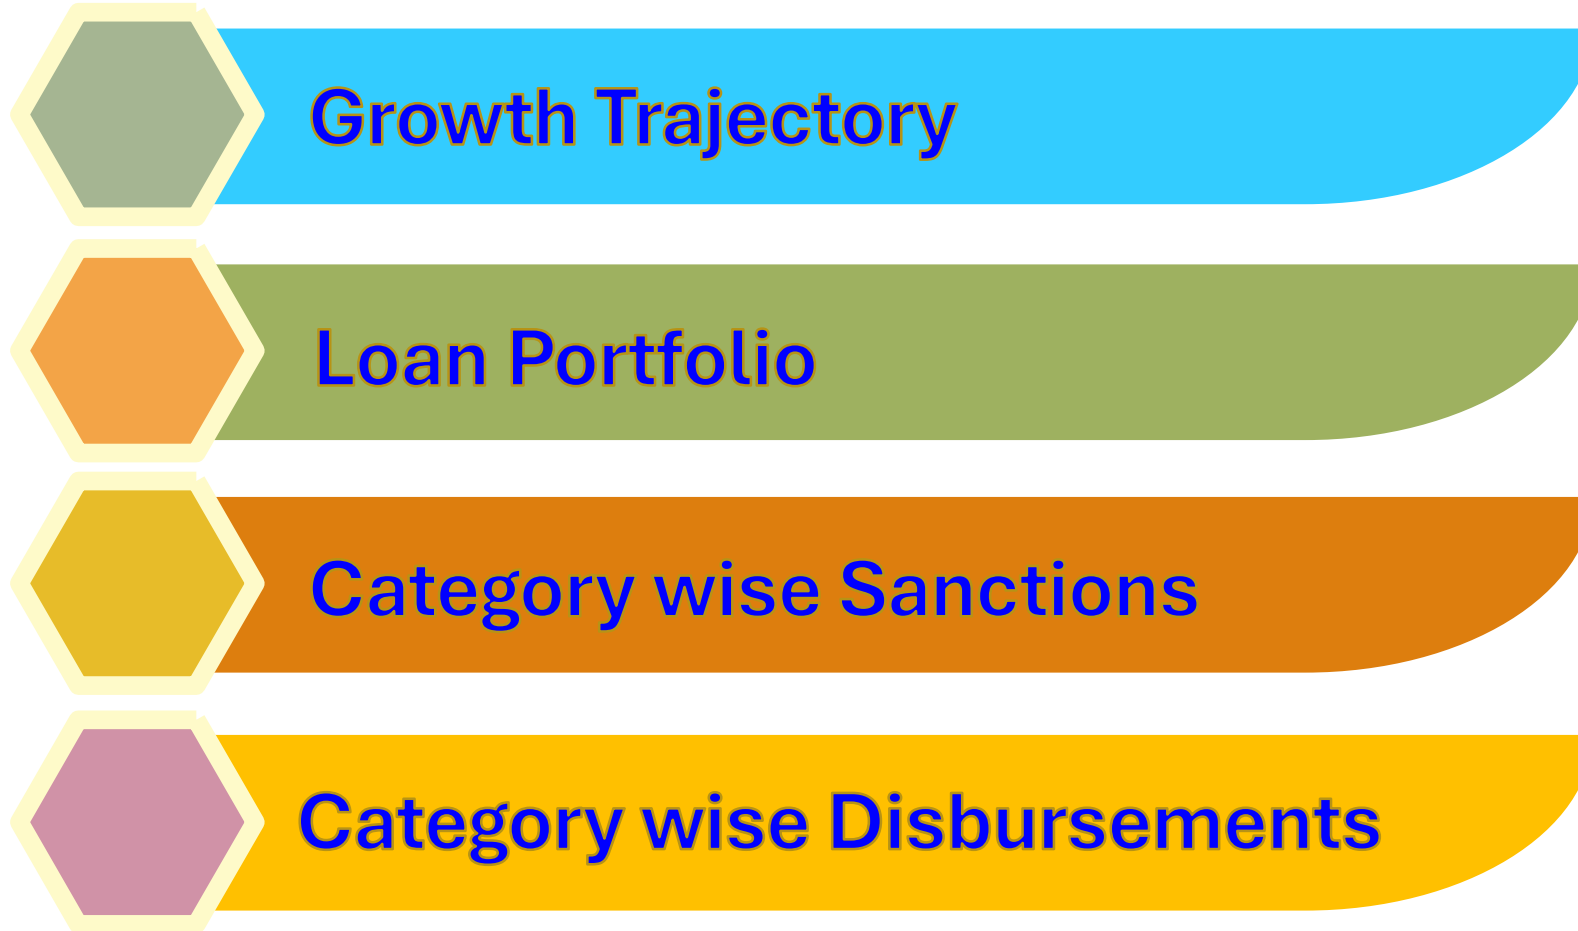 Growth Trajectory
Loan Portfolio
Category wise Sanctions
Category wise Disbursements